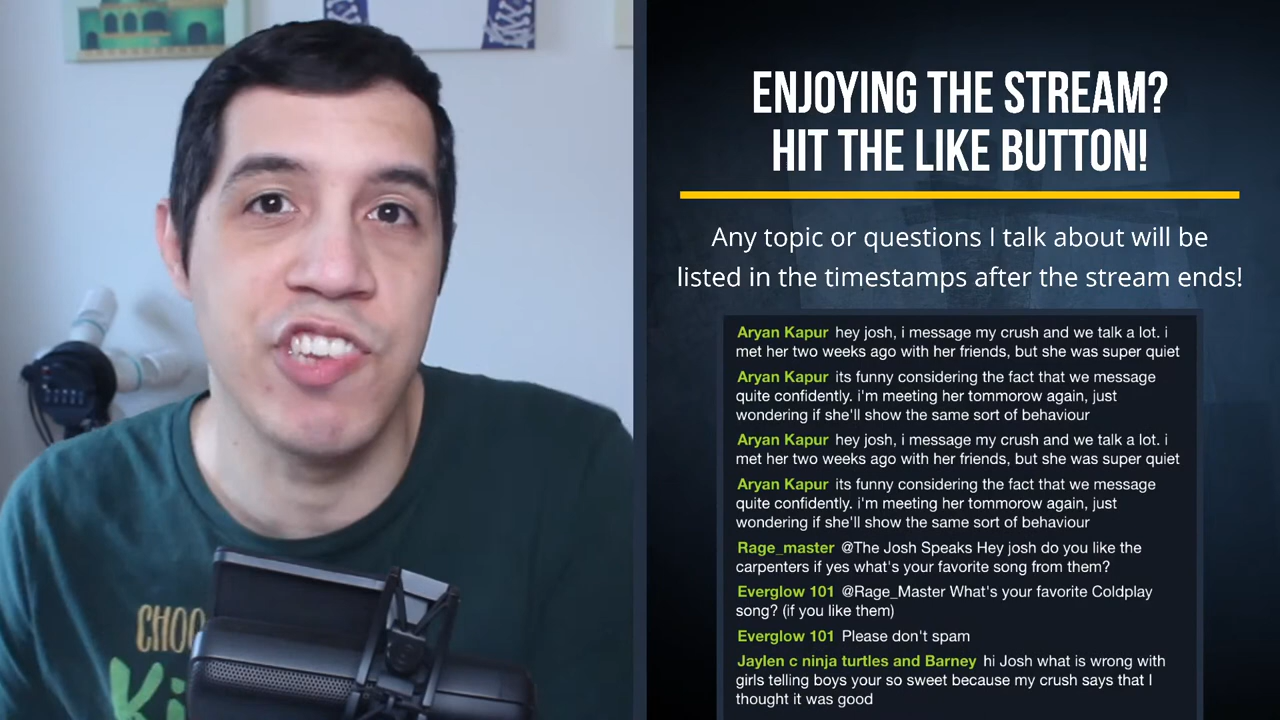 ENJOYING THE STREAM?
HIT THE LIKE BUTTON!
Any topic or questions I talk about will be
listed in the timestamps after the stream ends!
Aryan Kapur hey josh, i message my crush and we talk a lot. i
met her two weeks ago with her friends, but she was super quiet
Aryan Kapur its funny considering the fact that we message
quite confidently. i'm meeting her tommorow again, just
wondering if she'll show the same sort of behaviour
Aryan Kapur hey josh, i message my crush and we talk a lot. i
met her two weeks ago with her friends, but she was super quiet
Aryan Kapur its funny considering the fact that we message
quite confidently. i'm meeting her tommorow again, just
wondering if she'll show the same sort of behaviour
Rage_master @The Josh Speaks Hey josh do you like the
carpenters if yes what's your favorite song from them?
Everglow 101 @Rage_Master What's your favorite Coldplay
song? (if you like them)
Everglow 101 Please don't spam
Jaylen c ninja turtles and Barney hi Josh what is wrong with
girls telling boys your so sweet because my crush says that I
thought it was good